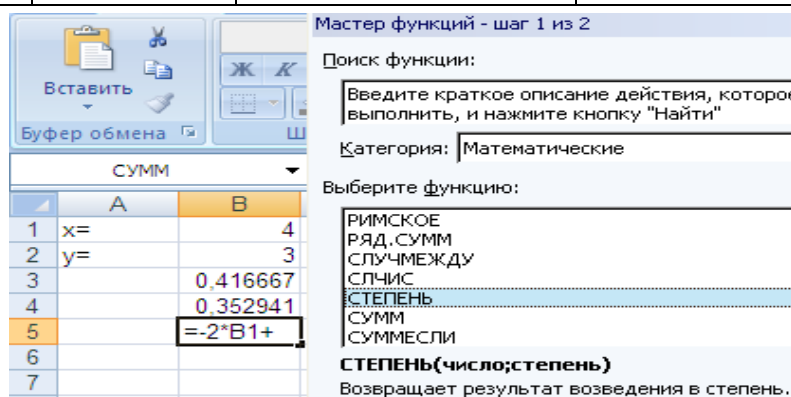 Вставить
Буфер обмена
Ж К
Ш
СУММ
A B
1 x= 4
2 y= 3
3 0,416667
4 0,352941
5 =-2*B1+
6
7
Мастер функций - шаг 1 из 2
Поиск функции:
Введите краткое описание действия, которое
выполнить, и нажмите кнопку "Найти"
Категория: Математические
Выберите функцию:
РИМСКОЕ
РЯД.СУММ
СЛУЧМЕЖДУ
СЛЧИС
СТЕПЕНЬ
СУММ
СУММЕСЛИ
СТЕПЕНЬ(число;степень)
Возвращает результат возведения в степень.